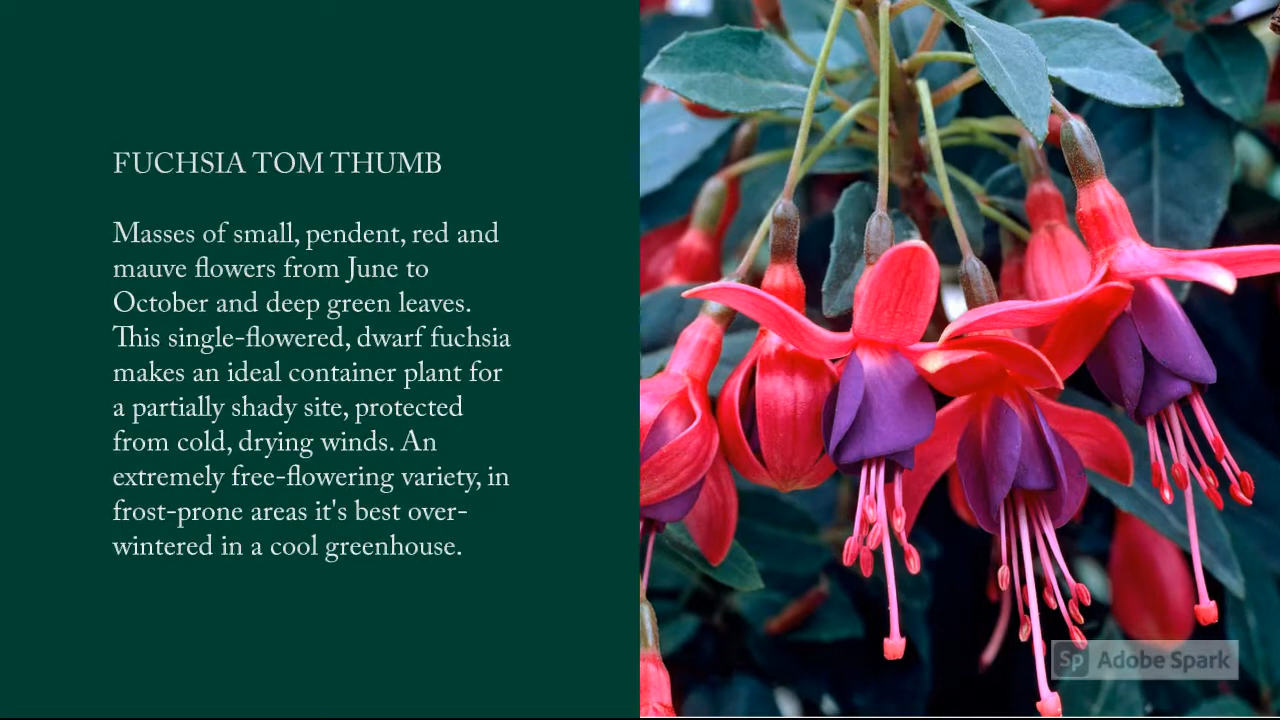 FUCHSIA TOM THUMB
Masses of small, pendent, red and
mauve flowers from June to
October and deep green leaves.
This single-flowered, dwarf fuchsia
makes an ideal container plant for
a partially shady site, protected
from cold, drying winds. An
extremely free-flowering variety, in
frost-prone areas it's best over-
wintered in a cool greenhouse.
Sp Adobe Spark